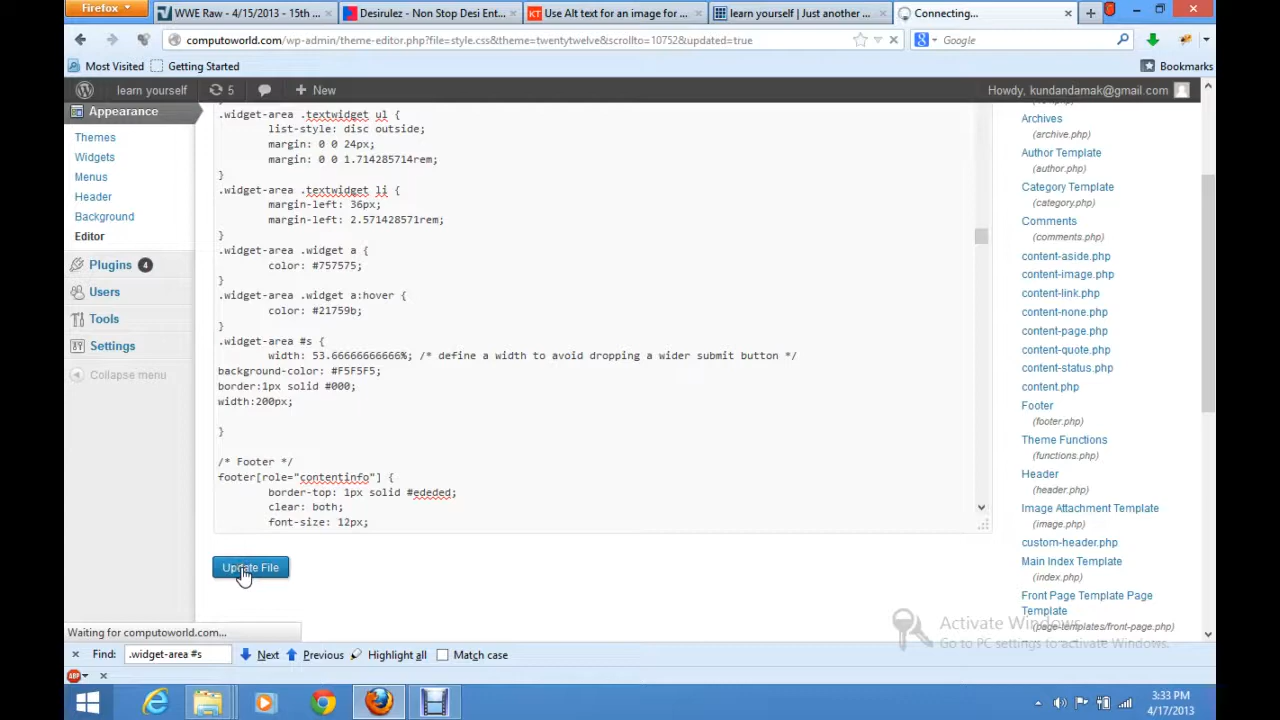 Firefox
WWE Raw - 4/15/2013 - 15th ...
Desirulez - Non Stop Desi Ent...
Use Alt text for an image for ...
learn yourself | Just another ...
Connecting...
computoworld.com/wp-admin/theme-editor.php?file=style.css&theme=twentytwelve&scrollto=10752&updated=true
Google
Most Visited
Getting Started
Bookmarks
learn yourself
5
New
Howdy, kundandamak@gmail.com
Appearance
Themes
Widgets
Menus
Header
Background
Editor
Plugins 4
Users
Tools
Settings
Collapse menu
.widget-area .textwidget ul {
list-style: disc outside;
margin: 0 0 24px;
margin: 0 0 1.714285714rem;
}
.widget-area .textwidget li {
margin-left: 36px;
margin-left: 2.571428571rem;
}
.widget-area .widget a {
color: #757575;
}
.widget-area .widget a:hover {
color: #21759b;
}
.widget-area #s {
width: 53.66666666666%; /* define a width to avoid dropping a wider submit button */
background-color: #F5F5F5;
border:1px solid #000;
width:200px;
}
/* Footer */
footer[role="contentinfo"] {
border-top: 1px solid #ededed;
clear: both;
font-size: 12px;
Update File
Archives
(archive.php)
Author Template
(author.php)
Category Template
(category.php)
Comments
(comments.php)
content-aside.php
content-image.php
content-link.php
content-none.php
content-page.php
content-quote.php
content-status.php
content.php
Footer
(footer.php)
Theme Functions
(functions.php)
Header
(header.php)
Image Attachment Template
(image.php)
custom-header.php
Main Index Template
(index.php)
Front Page Template Page
Template
(page-templates/front-page.php)
Activate Windows
Go to PC settings to activate Windows.
Waiting for computoworld.com...
Find: .widget-area #s
Next
Previous
Highlight all
Match case
ABP
3:33 PM
4/17/2013